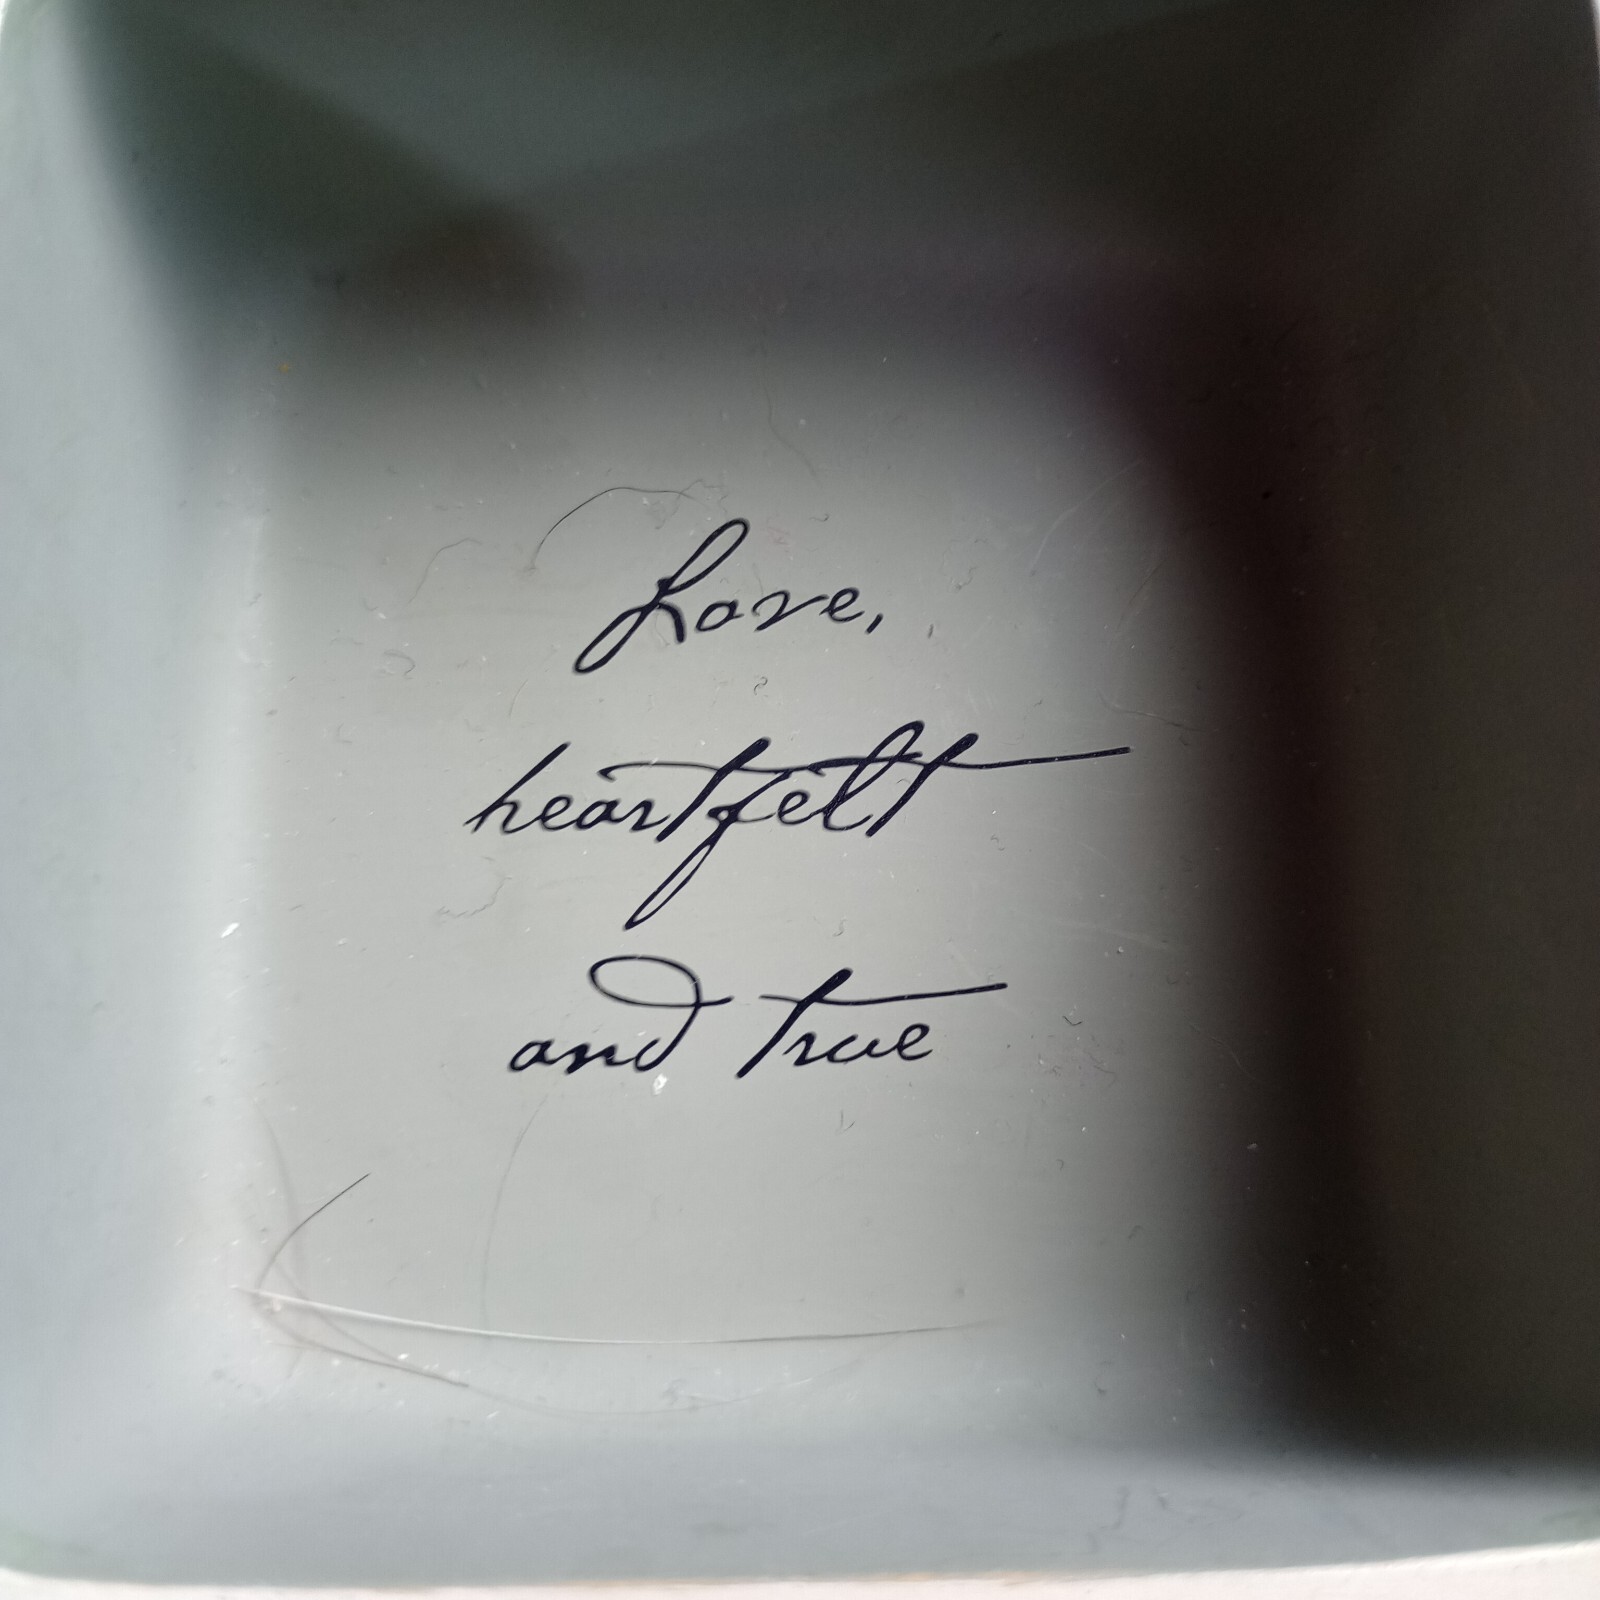 Love,
heartfelt
and true